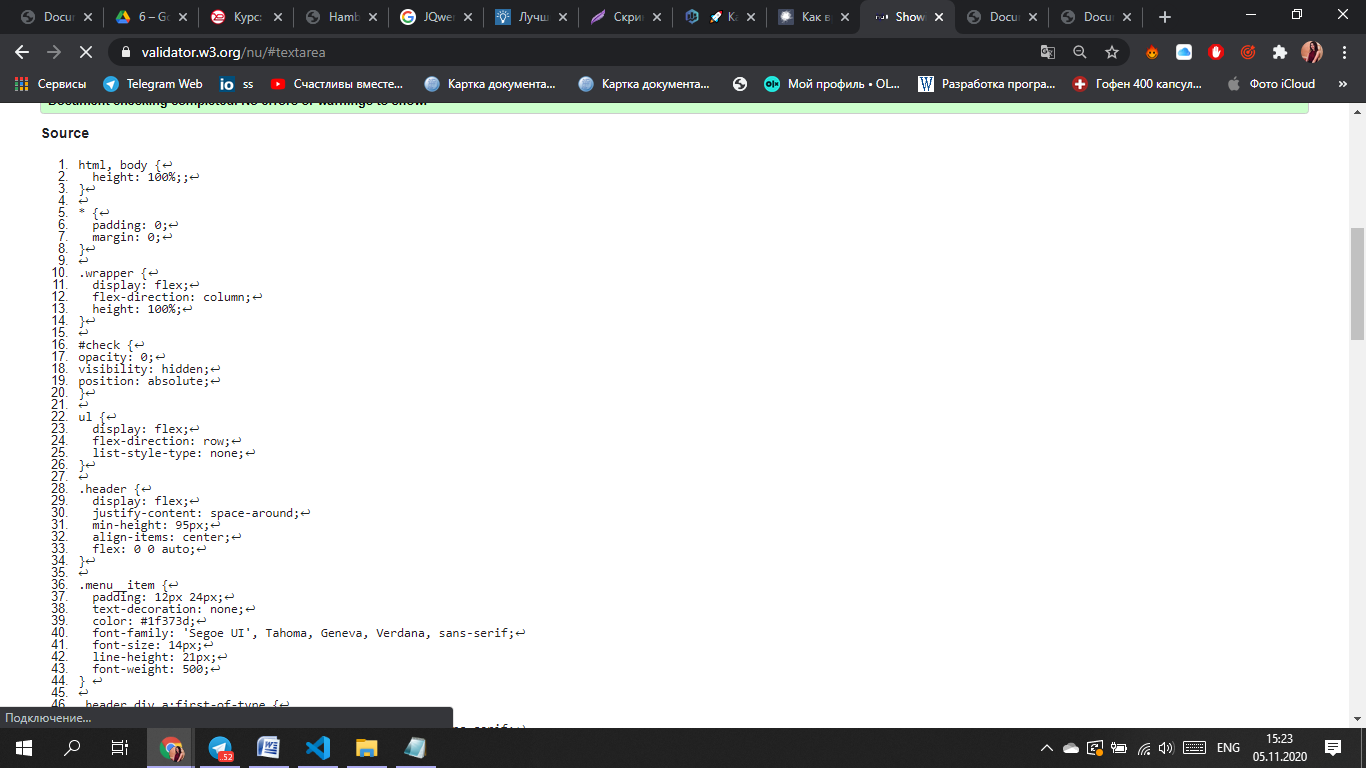 Docum
6 – Go
Курс:
Hamb
JQwer
Лучш
Скри
Ка
Как в
Show
Docu
Docu
validator.w3.org/nu/#textarea
Сервисы
Telegram Web
ss
Счастливы вместе...
Картка документа...
Картка документа...
Мой профиль • OL...
Разработка програ...
Гофен 400 капсул...
Фото iCloud
»
Document checking completed. No errors or warnings to show.
Source
1. html, body {↩
2. height: 100%;;↩
3. }↩
4. ↩
5. * {↩
6. padding: 0;↩
7. margin: 0;↩
8. }↩
9. ↩
10. .wrapper {↩
11. display: flex;↩
12. flex-direction: column;↩
13. height: 100%;↩
14. }↩
15. ↩
16. #check {↩
17. opacity: 0;↩
18. visibility: hidden;↩
19. position: absolute;↩
20. }↩
21. ↩
22. ul {↩
23. display: flex;↩
24. flex-direction: row;↩
25. list-style-type: none;↩
26. }↩
27. ↩
28. .header {↩
29. display: flex;↩
30. justify-content: space-around;↩
31. min-height: 95px;↩
32. align-items: center;↩
33. flex: 0 0 auto;↩
34. }↩
35. ↩
36. .menu__item {↩
37. padding: 12px 24px;↩
38. text-decoration: none;↩
39. color: #1f373d;↩
40. font-family: 'Segoe UI', Tahoma, Geneva, Verdana, sans-serif;↩
41. font-size: 14px;↩
42. line-height: 21px;↩
43. font-weight: 500;↩
44. } ↩
45. ↩
46. .header div a:first-of-type {↩
Подключение...
52
ENG
15:23
05.11.2020